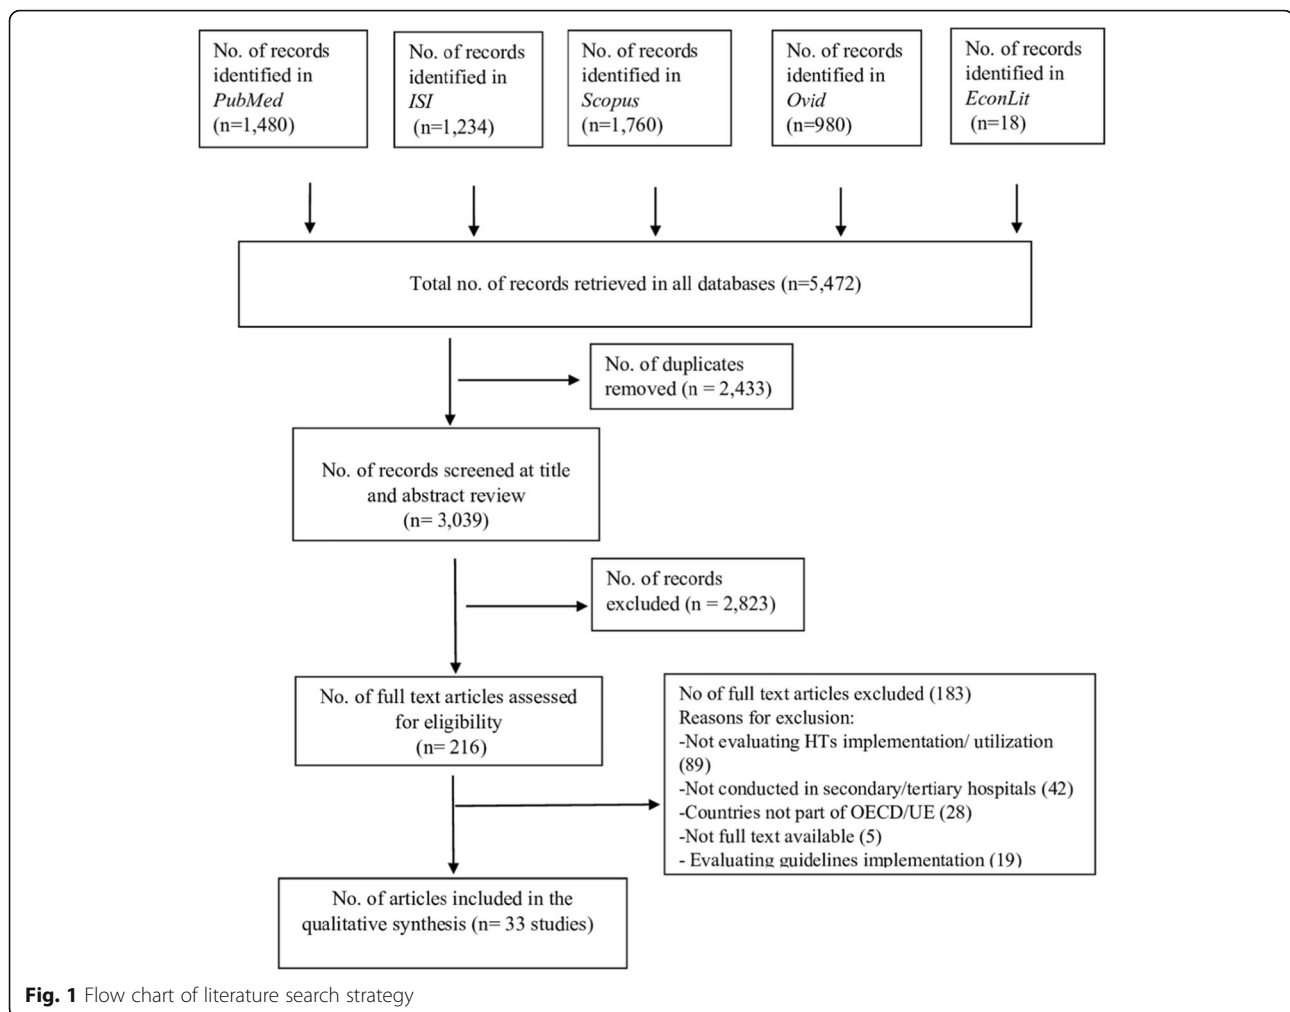 No. of records
identified in
PubMed
(n=1,480)
No. of records
identified in
ISI
(n=1,234)
No. of records
identified in
Scopus
(n=1,760)
No. of records
identified in
Ovid
(n=980)
No. of records
identified in
EconLit
(n=18)
Total no. of records retrieved in all databases (n=5,472)
No. of duplicates
removed (n = 2,433)
No. of records screened at title
and abstract review
(n= 3,039)
No. of records
excluded (n = 2,823)
No. of full text articles assessed
for eligibility
(n= 216)
No of full text articles excluded (183)
Reasons for exclusion:
-Not evaluating HTs implementation/ utilization
(89)
-Not conducted in secondary/tertiary hospitals (42)
-Countries not part of OECD/UE (28)
-Not full text available (5)
- Evaluating guidelines implementation (19)
No. of articles included in the
qualitative synthesis (n= 33 studies)
Fig. 1 Flow chart of literature search strategy